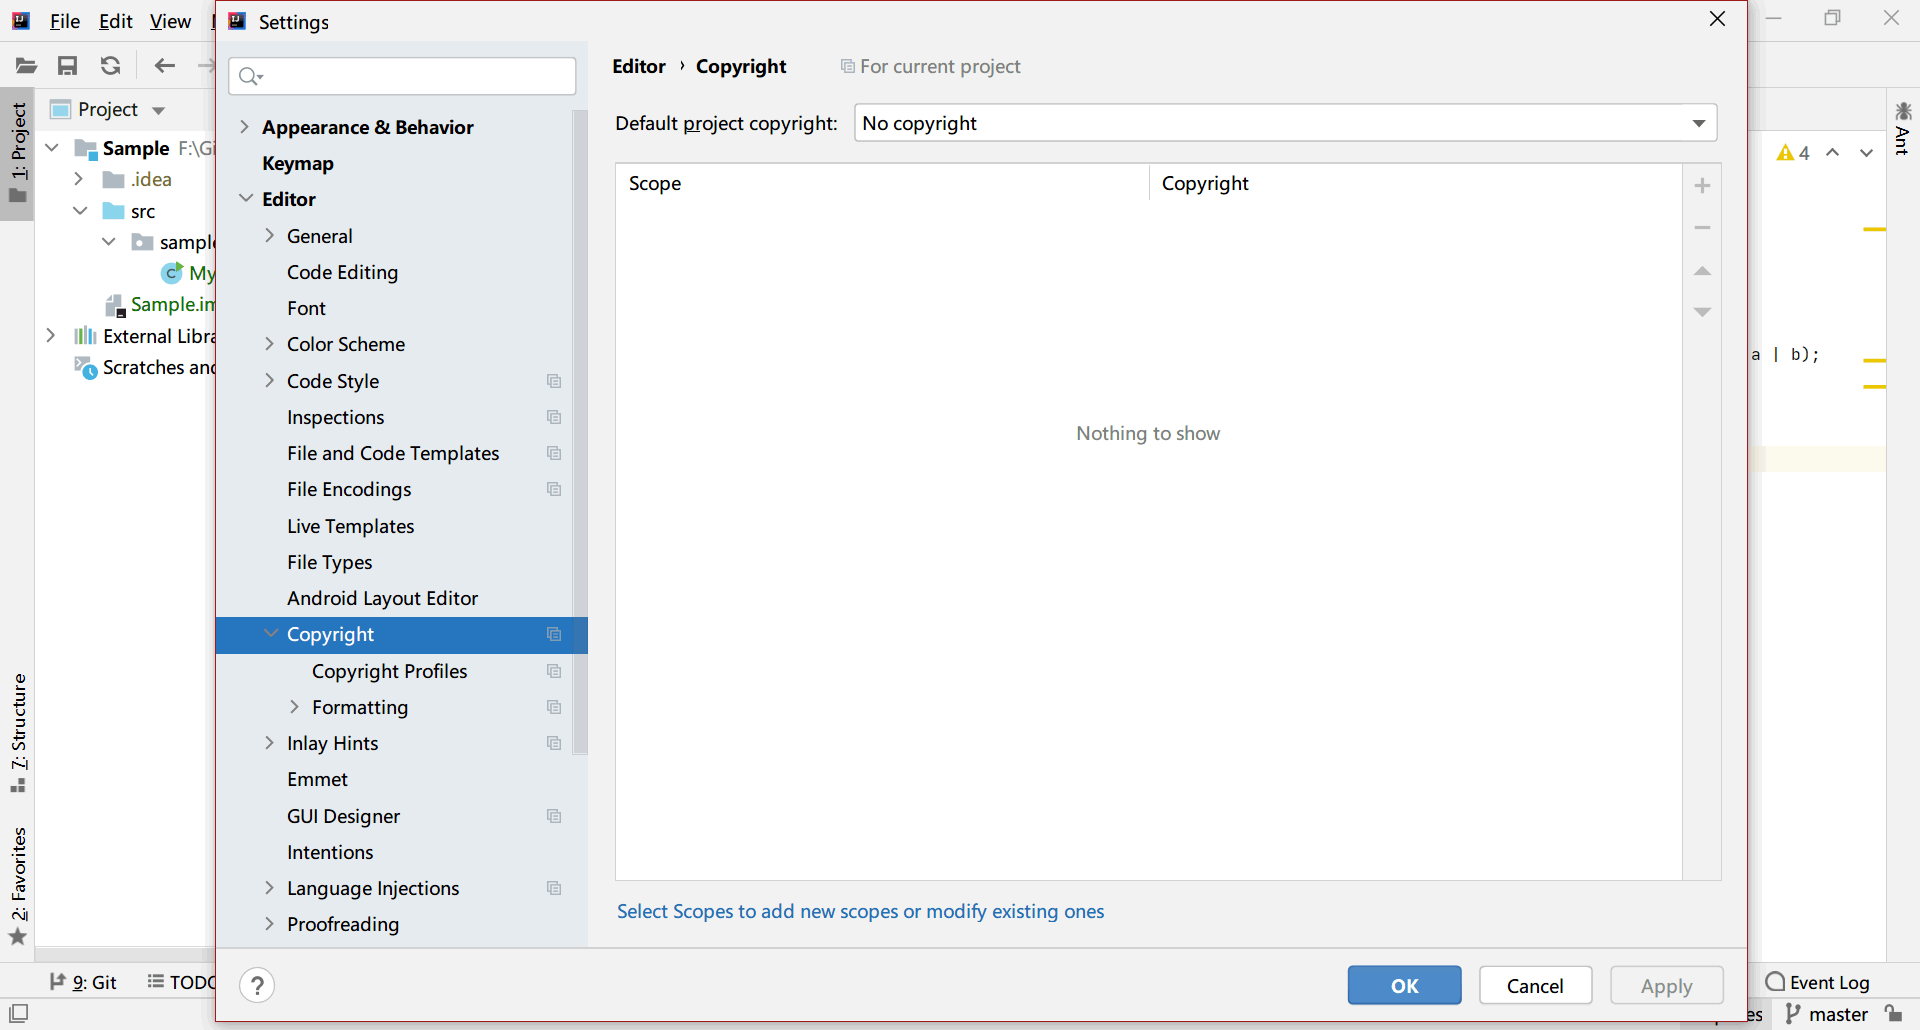 File Edit View
Settings
Project
Sample F:\Gi
.idea
src
sample
My
Sample.im
External Libra
Scratches and
1: Project
7: Structure
2: Favorites
Appearance & Behavior
Keymap
Editor
General
Code Editing
Font
Color Scheme
Code Style
Inspections
File and Code Templates
File Encodings
Live Templates
File Types
Android Layout Editor
Copyright
Copyright Profiles
Formatting
Inlay Hints
Emmet
GUI Designer
Intentions
Language Injections
Proofreading
Editor › Copyright For current project
Default project copyright: No copyright
Scope Copyright
Nothing to show
Select Scopes to add new scopes or modify existing ones
? OK Cancel Apply
4
Ant
a | b);
9: Git TODO
Event Log
master